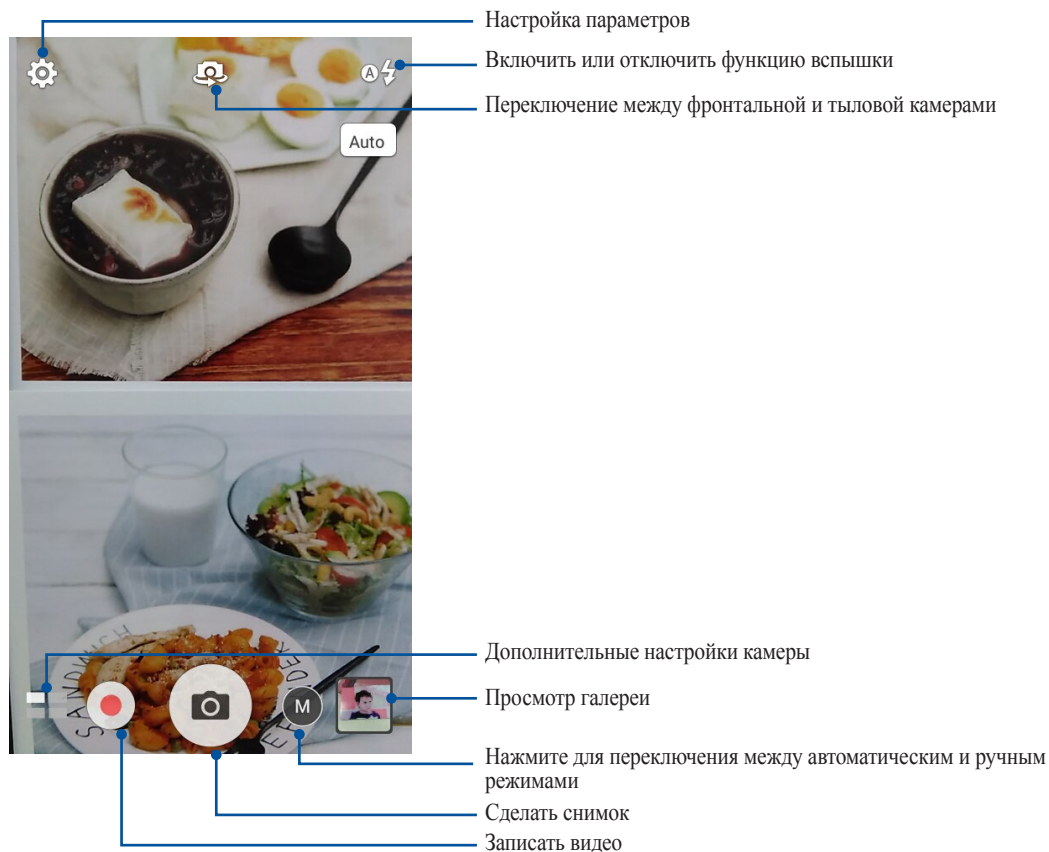 Настройка параметров
Включить или отключить функцию вспышки
Переключение между фронтальной и тыловой камерами
A
Auto
SANDWICH
Дополнительные настройки камеры
Просмотр галереи
M
Нажмите для переключения между автоматическим и ручным
режимами
Сделать снимок
Записать видео